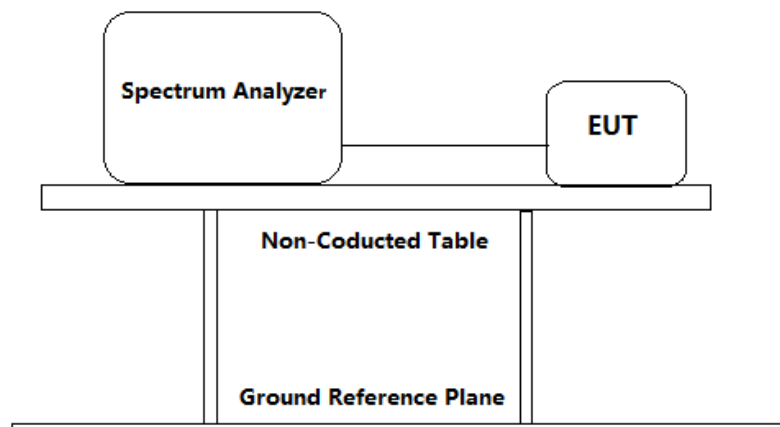 Spectrum Analyzer
EUT
Non-Coducted Table
Ground Reference Plane